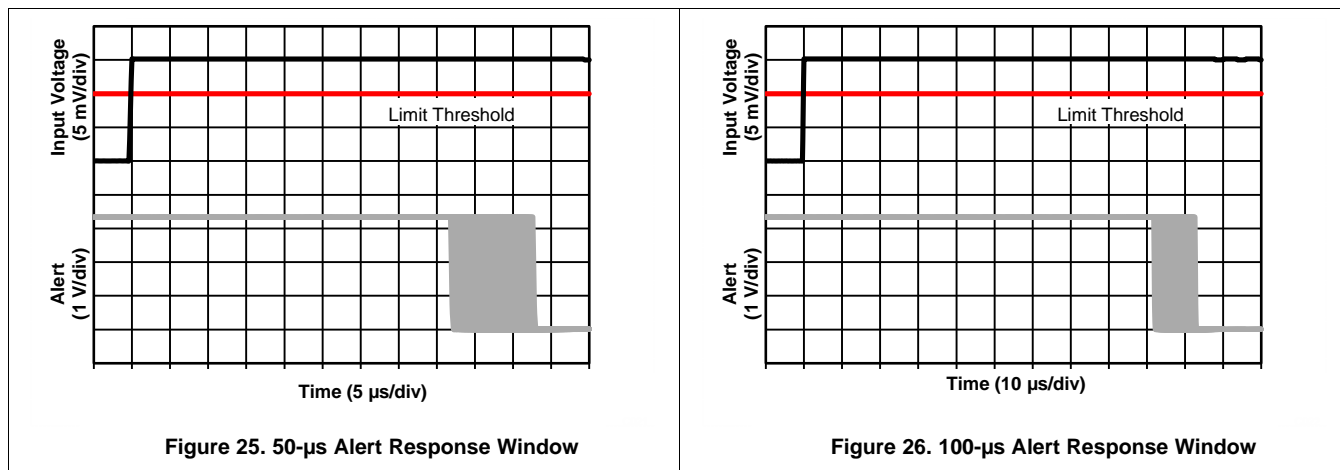 Input Voltage
(5 mV/div)
Limit Threshold
Alert
(1 V/div)
Time (5 µs/div)
Figure 25. 50-µs Alert Response Window
Input Voltage
(5 mV/div)
Limit Threshold
Alert
(1 V/div)
Time (10 µs/div)
Figure 26. 100-µs Alert Response Window